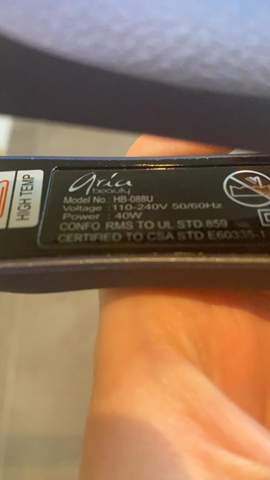 HIGH TEMP
aria
beauty
Model No : HB-088U
Voltage : 110-240V 50/60Hz
Power : 40W
CONFO RMS TO UL STD.859
CERTIFIED TO CSA STD E60335-1